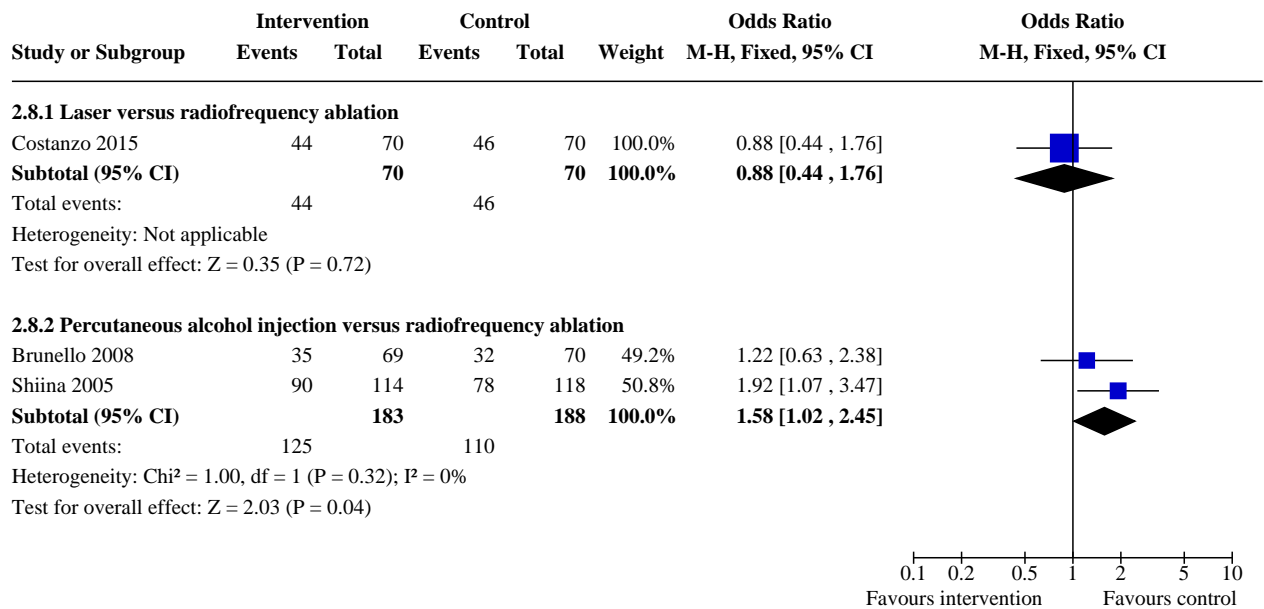 Intervention Control Odds Ratio Odds Ratio
Study or Subgroup Events Total Events Total Weight M-H, Fixed, 95% CI M-H, Fixed, 95% CI
2.8.1 Laser versus radiofrequency ablation
Costanzo 2015 44 70 46 70 100.0% 0.88 [0.44 , 1.76]
Subtotal (95% CI) 70 70 100.0% 0.88 [0.44 , 1.76]
Total events: 44 46
Heterogeneity: Not applicable
Test for overall effect: Z = 0.35 (P = 0.72)
2.8.2 Percutaneous alcohol injection versus radiofrequency ablation
Brunello 2008 35 69 32 70 49.2% 1.22 [0.63 , 2.38]
Shiina 2005 90 114 78 118 50.8% 1.92 [1.07 , 3.47]
Subtotal (95% CI) 183 188 100.0% 1.58 [1.02 , 2.45]
Total events: 125 110
Heterogeneity: Chi² = 1.00, df = 1 (P = 0.32); I² = 0%
Test for overall effect: Z = 2.03 (P = 0.04)
0.1 0.2 0.5 1 2 5 10
Favours intervention Favours control